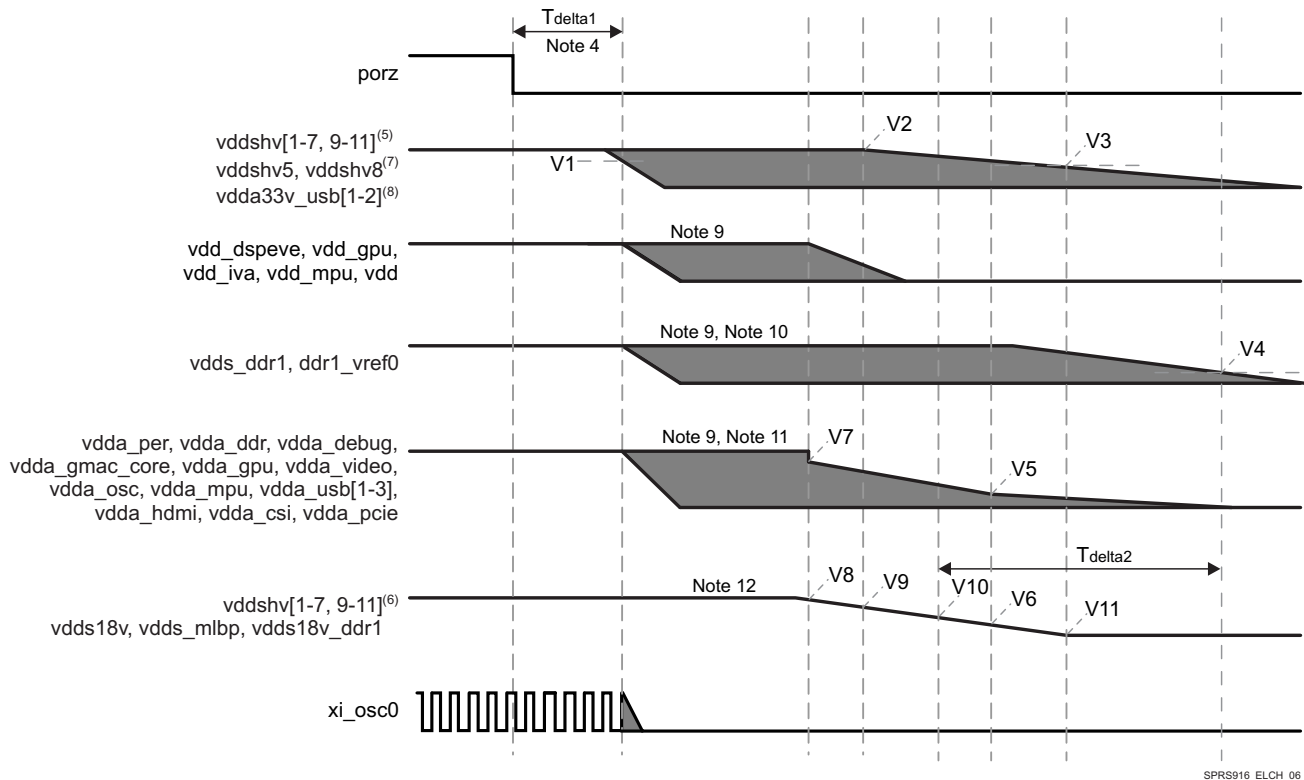 Tdelta1
Note 4
porz
vddshv[1-7, 9-11](5)
vddshv5, vddshv8(7)
vdda33v_usb[1-2](8)
V1
V2
V3
vdd_dspeve, vdd_gpu,
vdd_iva, vdd_mpu, vdd
Note 9
vdds_ddr1, ddr1_vref0
Note 9, Note 10
V4
vdda_per, vdda_ddr, vdda_debug,
vdda_gmac_core, vdda_gpu, vdda_video,
vdda_osc, vdda_mpu, vdda_usb[1-3],
vdda_hdmi, vdda_csi, vdda_pcie
Note 9, Note 11
V7
V5
Tdelta2
vddshv[1-7, 9-11](6)
vdds18v, vdds_mlbp, vdds18v_ddr1
Note 12
V8
V9
V10
V6
V11
xi_osc0
SPRS916_ELCH_06